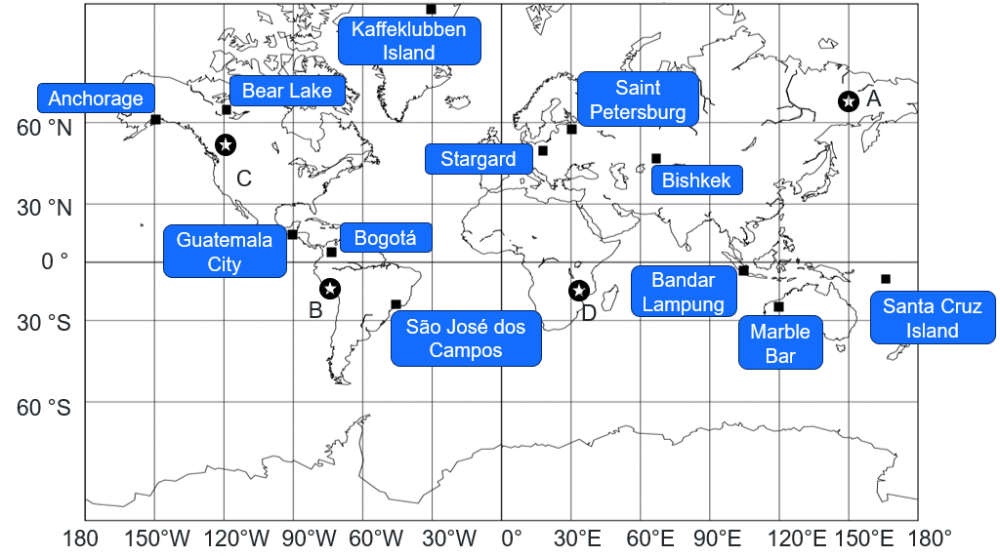 Kaffeklubben
Island
Anchorage
Bear Lake
Saint
Petersburg
A
60 °N
Stargard
Bishkek
C
30 °N
Guatemala
City
Bogotá
0 °
Bandar
Lampung
Santa Cruz
Island
B
D
30 °S
São José dos
Campos
Marble
Bar
60 °S
180 150°W 120°W 90°W 60°W 30°W 0° 30°E 60°E 90°E 120°E 150°E 180°